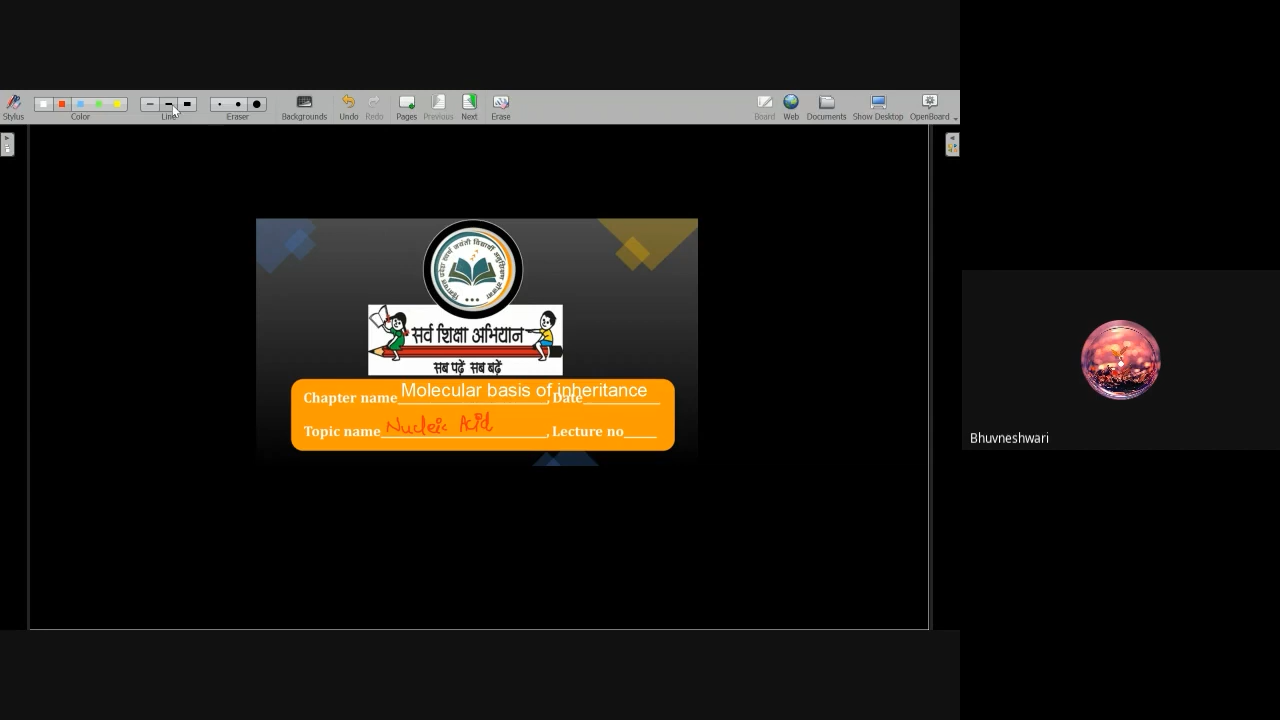 Stylus Color Line Eraser Backgrounds Undo Redo Pages Previous Next Erase Board Web Documents Show Desktop OpenBoard
सर्व शिक्षा अभियान
सब पढ़ें सब बढ़ें
Chapter name Molecular basis of inheritance, Date
Topic name Nucleic Acid, Lecture no
Bhuvneshwari